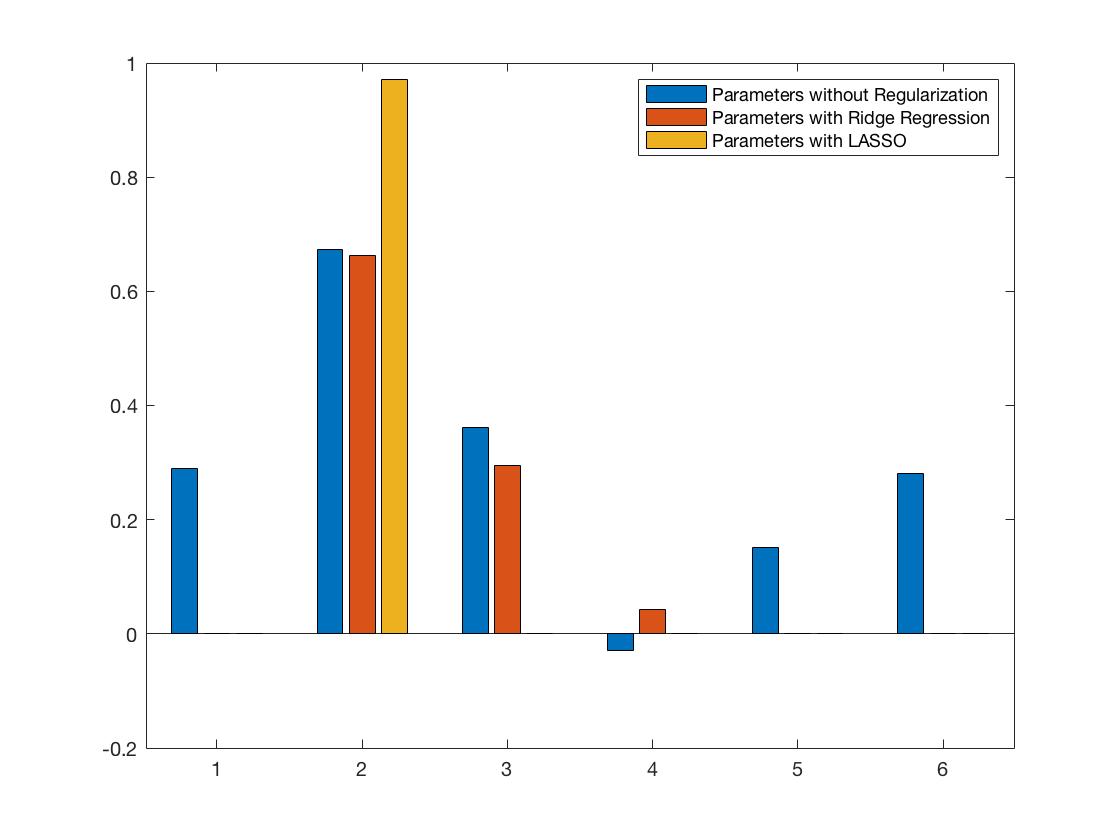 1
0.8
0.6
0.4
0.2
0
-0.2
1 2 3 4 5 6
Parameters without Regularization
Parameters with Ridge Regression
Parameters with LASSO